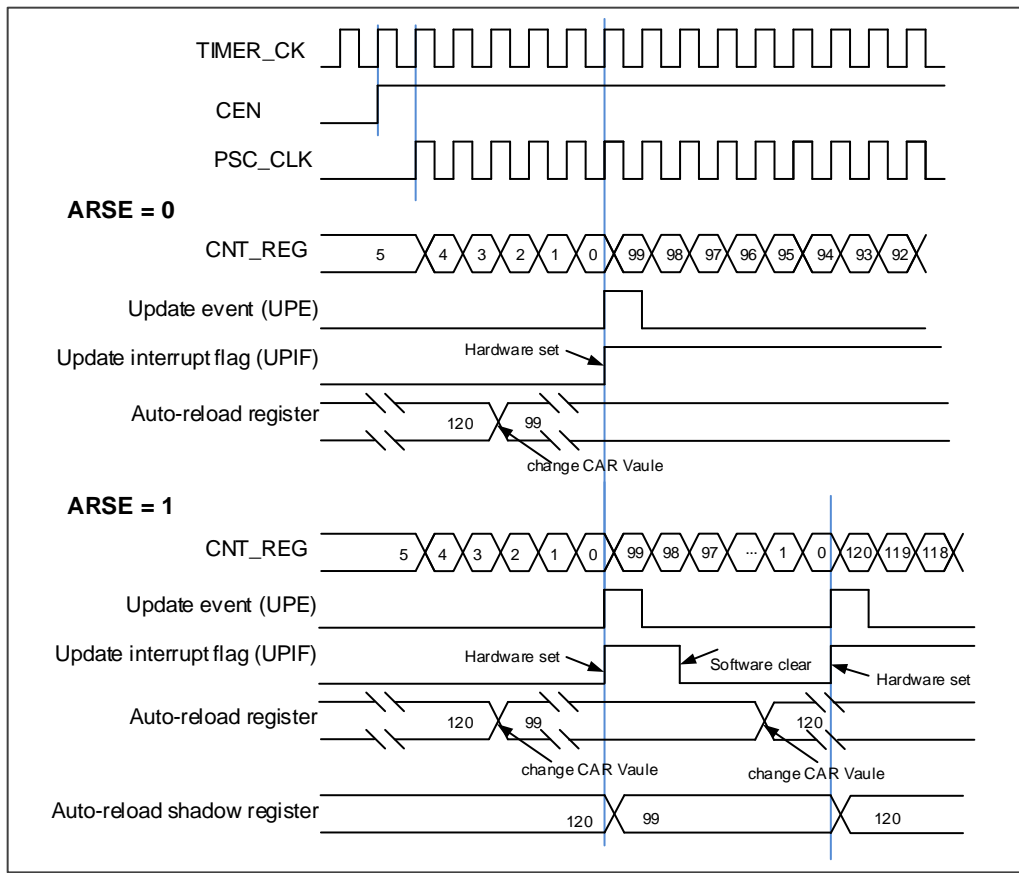 TIMER_CK
CEN
PSC_CLK
ARSE = 0
CNT_REG 5 4 3 2 1 0 99 98 97 96 95 94 93 92
Update event (UPE)
Update interrupt flag (UPIF) Hardware set
Auto-reload register 120 99
change CAR Vaule
ARSE = 1
CNT_REG 5 4 3 2 1 0 99 98 97 ... 1 0 120 119 118
Update event (UPE)
Update interrupt flag (UPIF) Hardware set Software clear Hardware set
Auto-reload register 120 99 120
change CAR Vaule change CAR Vaule
Auto-reload shadow register 120 99 120